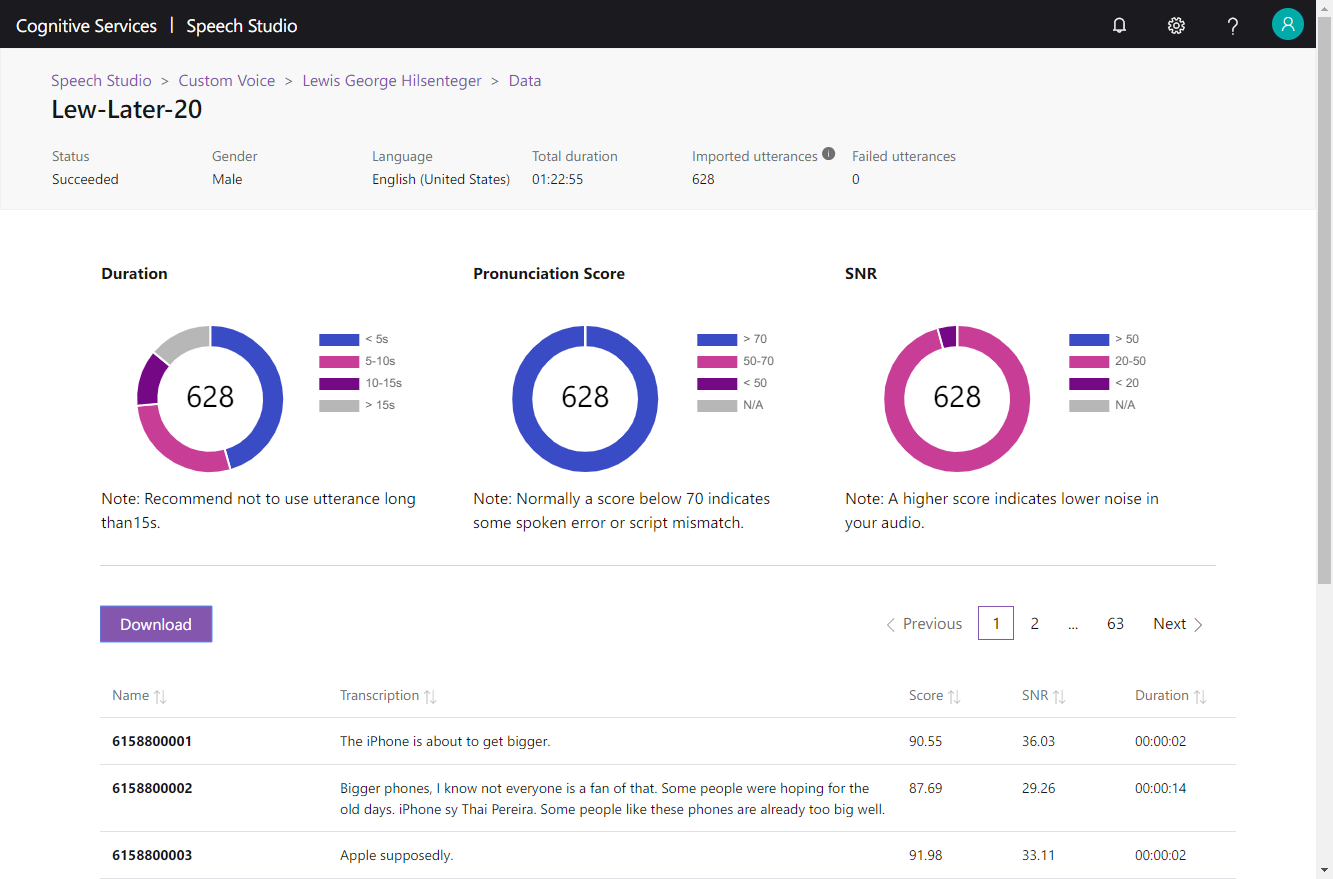 Cognitive Services | Speech Studio
Speech Studio > Custom Voice > Lewis George Hilsenteger > Data
Lew-Later-20
Status Gender Language Total duration Imported utterances Failed utterances
Succeeded Male English (United States) 01:22:55 628 0
Duration Pronunciation Score SNR
628
< 5s
5-10s
10-15s
> 15s
628
> 70
50-70
< 50
N/A
628
> 50
20-50
< 20
N/A
Note: Recommend not to use utterance long
than15s.
Note: Normally a score below 70 indicates
some spoken error or script mismatch.
Note: A higher score indicates lower noise in
your audio.
Download
< Previous 1 2 ... 63 Next >
Name Transcription Score SNR Duration
6158800001 The iPhone is about to get bigger. 90.55 36.03 00:00:02
6158800002 Bigger phones, I know not everyone is a fan of that. Some people were hoping for the 87.69 29.26 00:00:14
old days. iPhone sy Thai Pereira. Some people like these phones are already too big well.
6158800003 Apple supposedly. 91.98 33.11 00:00:02